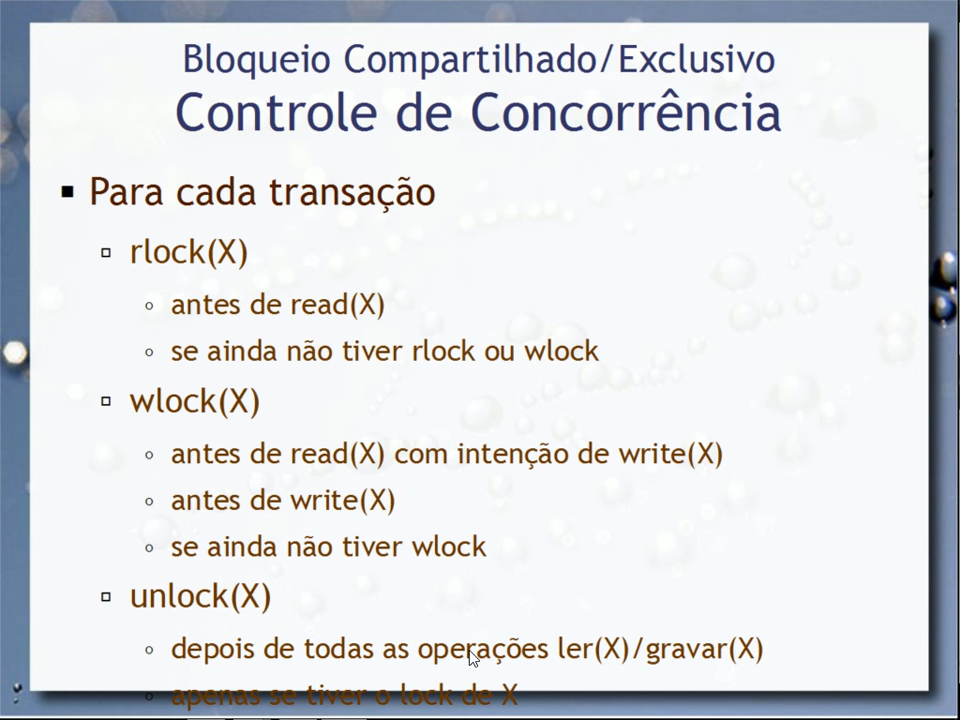 Bloqueio Compartilhado/Exclusivo
Controle de Concorrência
Para cada transação
rlock(X)
antes de read(X)
se ainda não tiver rlock ou wlock
wlock(X)
antes de read(X) com intenção de write(X)
antes de write(X)
se ainda não tiver wlock
unlock(X)
depois de todas as operações ler(X)/gravar(X)
apenas se tiver o lock de X